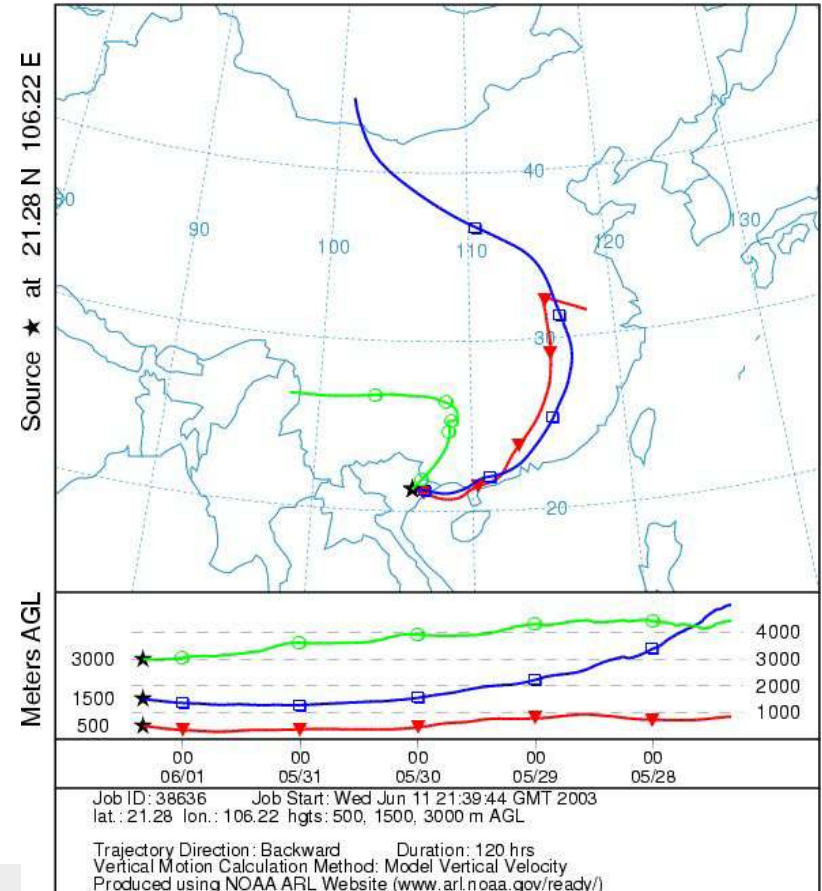 Source ★ at 21.28 N 106.22 E
40
90
100
110
120
130
30
20
Meters AGL
4000
3000
3000
2000
1500
1000
500
00 00 00 00 00
06/01 05/31 05/30 05/29 05/28
Job ID: 38636 Job Start: Wed Jun 11 21:39:44 GMT 2003
lat.: 21.28 lon.: 106.22 hgts: 500, 1500, 3000 m AGL
Trajectory Direction: Backward Duration: 120 hrs
Vertical Motion Calculation Method: Model Vertical Velocity
Produced using NOAA ARL Website (www.arl.noaa.gov/ready/)